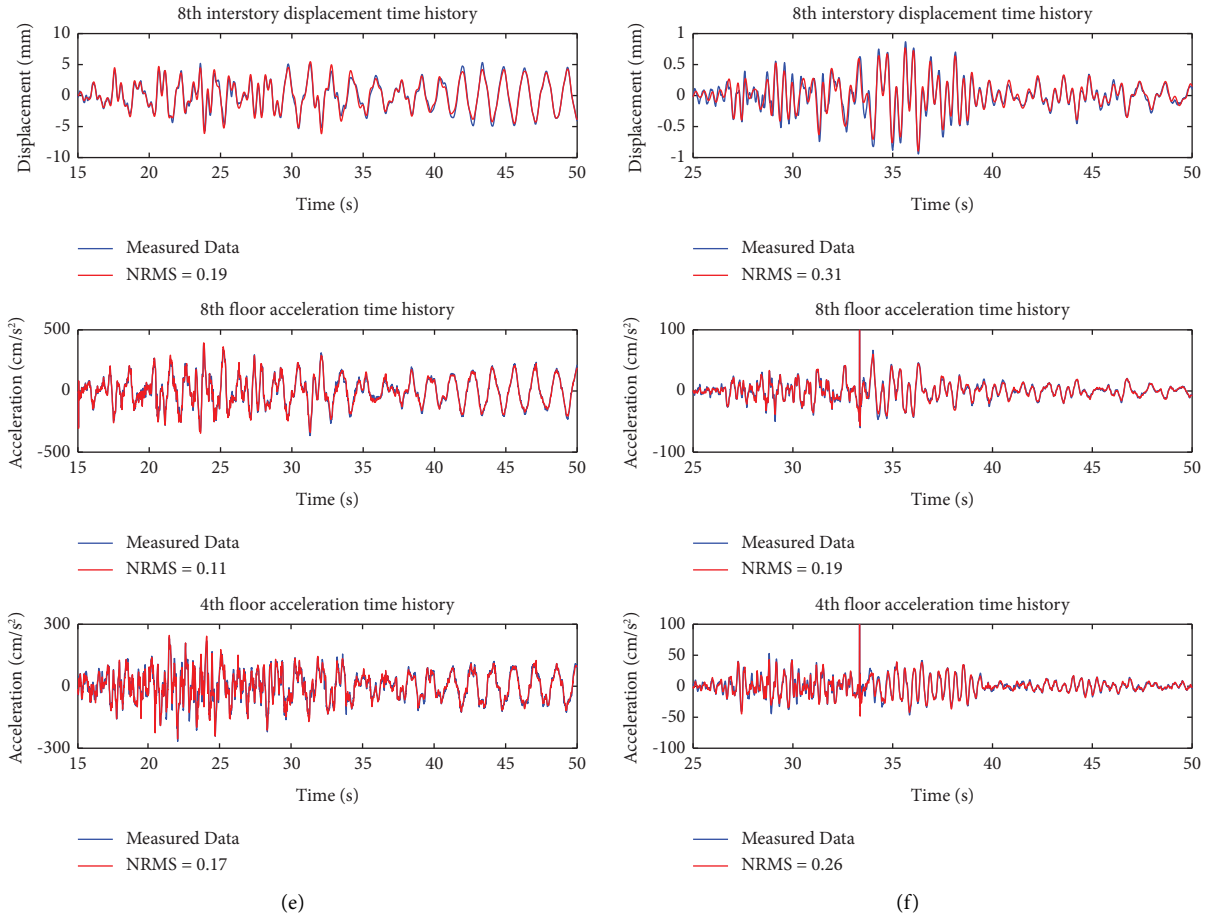 8th interstory displacement time history
Displacement (mm)
10
5
0
-5
-10
15 20 25 30 35 40 45 50
Time (s)
Measured Data
NRMS = 0.19
8th floor acceleration time history
Acceleration (cm/s²)
500
0
-500
15 20 25 30 35 40 45 50
Time (s)
Measured Data
NRMS = 0.11
4th floor acceleration time history
Acceleration (cm/s²)
300
0
-300
15 20 25 30 35 40 45 50
Time (s)
Measured Data
NRMS = 0.17
(e)
8th interstory displacement time history
Displacement (mm)
1
0.5
0
-0.5
-1
25 30 35 40 45 50
Time (s)
Measured Data
NRMS = 0.31
8th floor acceleration time history
Acceleration (cm/s²)
100
0
-100
25 30 35 40 45 50
Time (s)
Measured Data
NRMS = 0.19
4th floor acceleration time history
Acceleration (cm/s²)
100
50
0
-50
-100
25 30 35 40 45 50
Time (s)
Measured Data
NRMS = 0.26
(f)